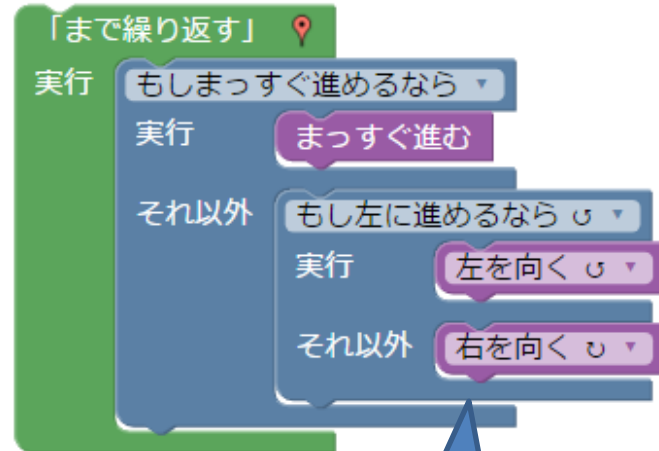 「まで繰り返す」
実行 もしまっすぐ進めるなら
実行 まっすぐ進む
それ以外 もし左に進めるなら ↺
実行 左を向く ↺
それ以外 右を向く ↻